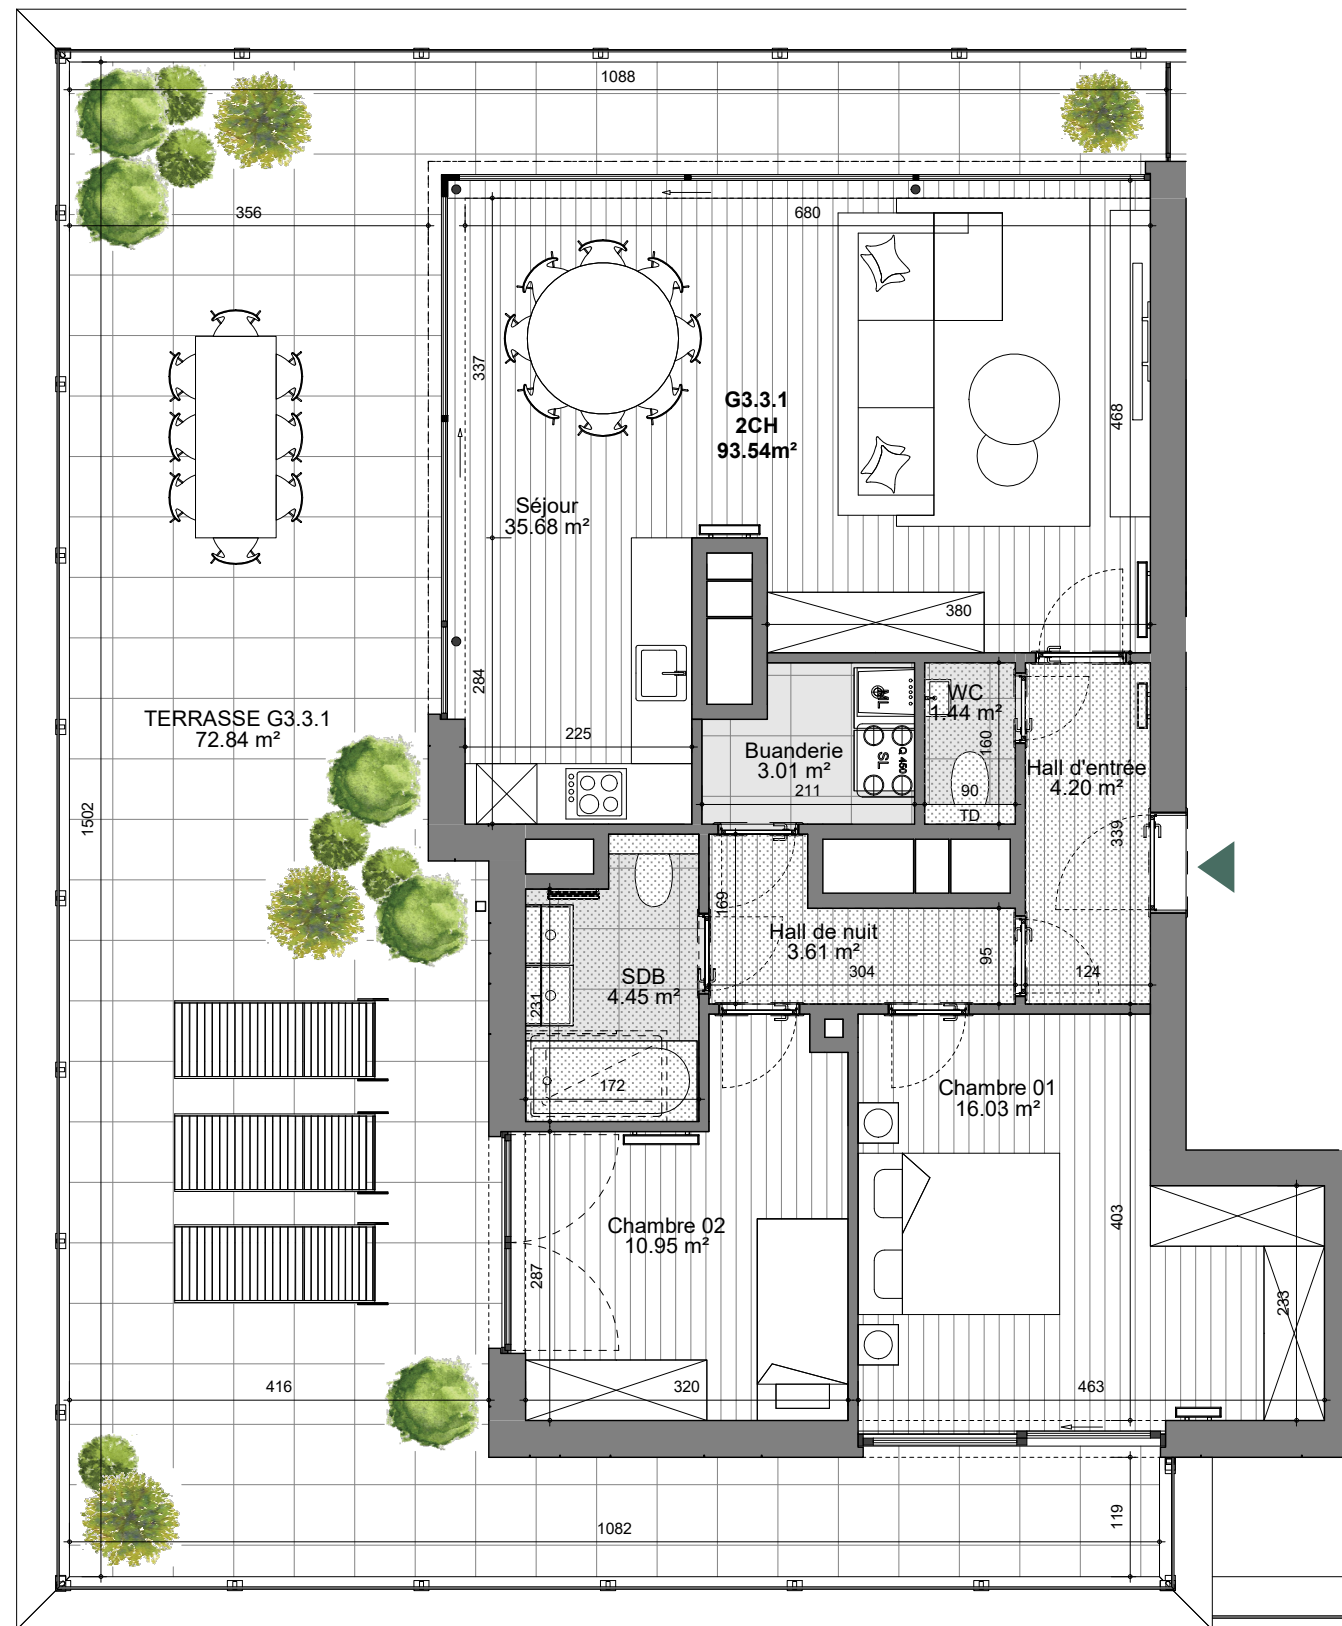 1088
356
680
337
G3.3.1
2CH
93.54m²
468
Séjour
35.68 m²
380
284
TERRASSE G3.3.1
72.84 m²
225
Buanderie
3.01 m²
211
ML
SL
Q 450
WC
1.44 m²
160
90
TD
Hall d'entrée
4.20 m²
339
1502
169
Hall de nuit
3.61 m²
304
95
124
SDB
4.45 m²
231
172
Chambre 01
16.03 m²
403
Chambre 02
10.95 m²
287
233
416
320
463
1082
119